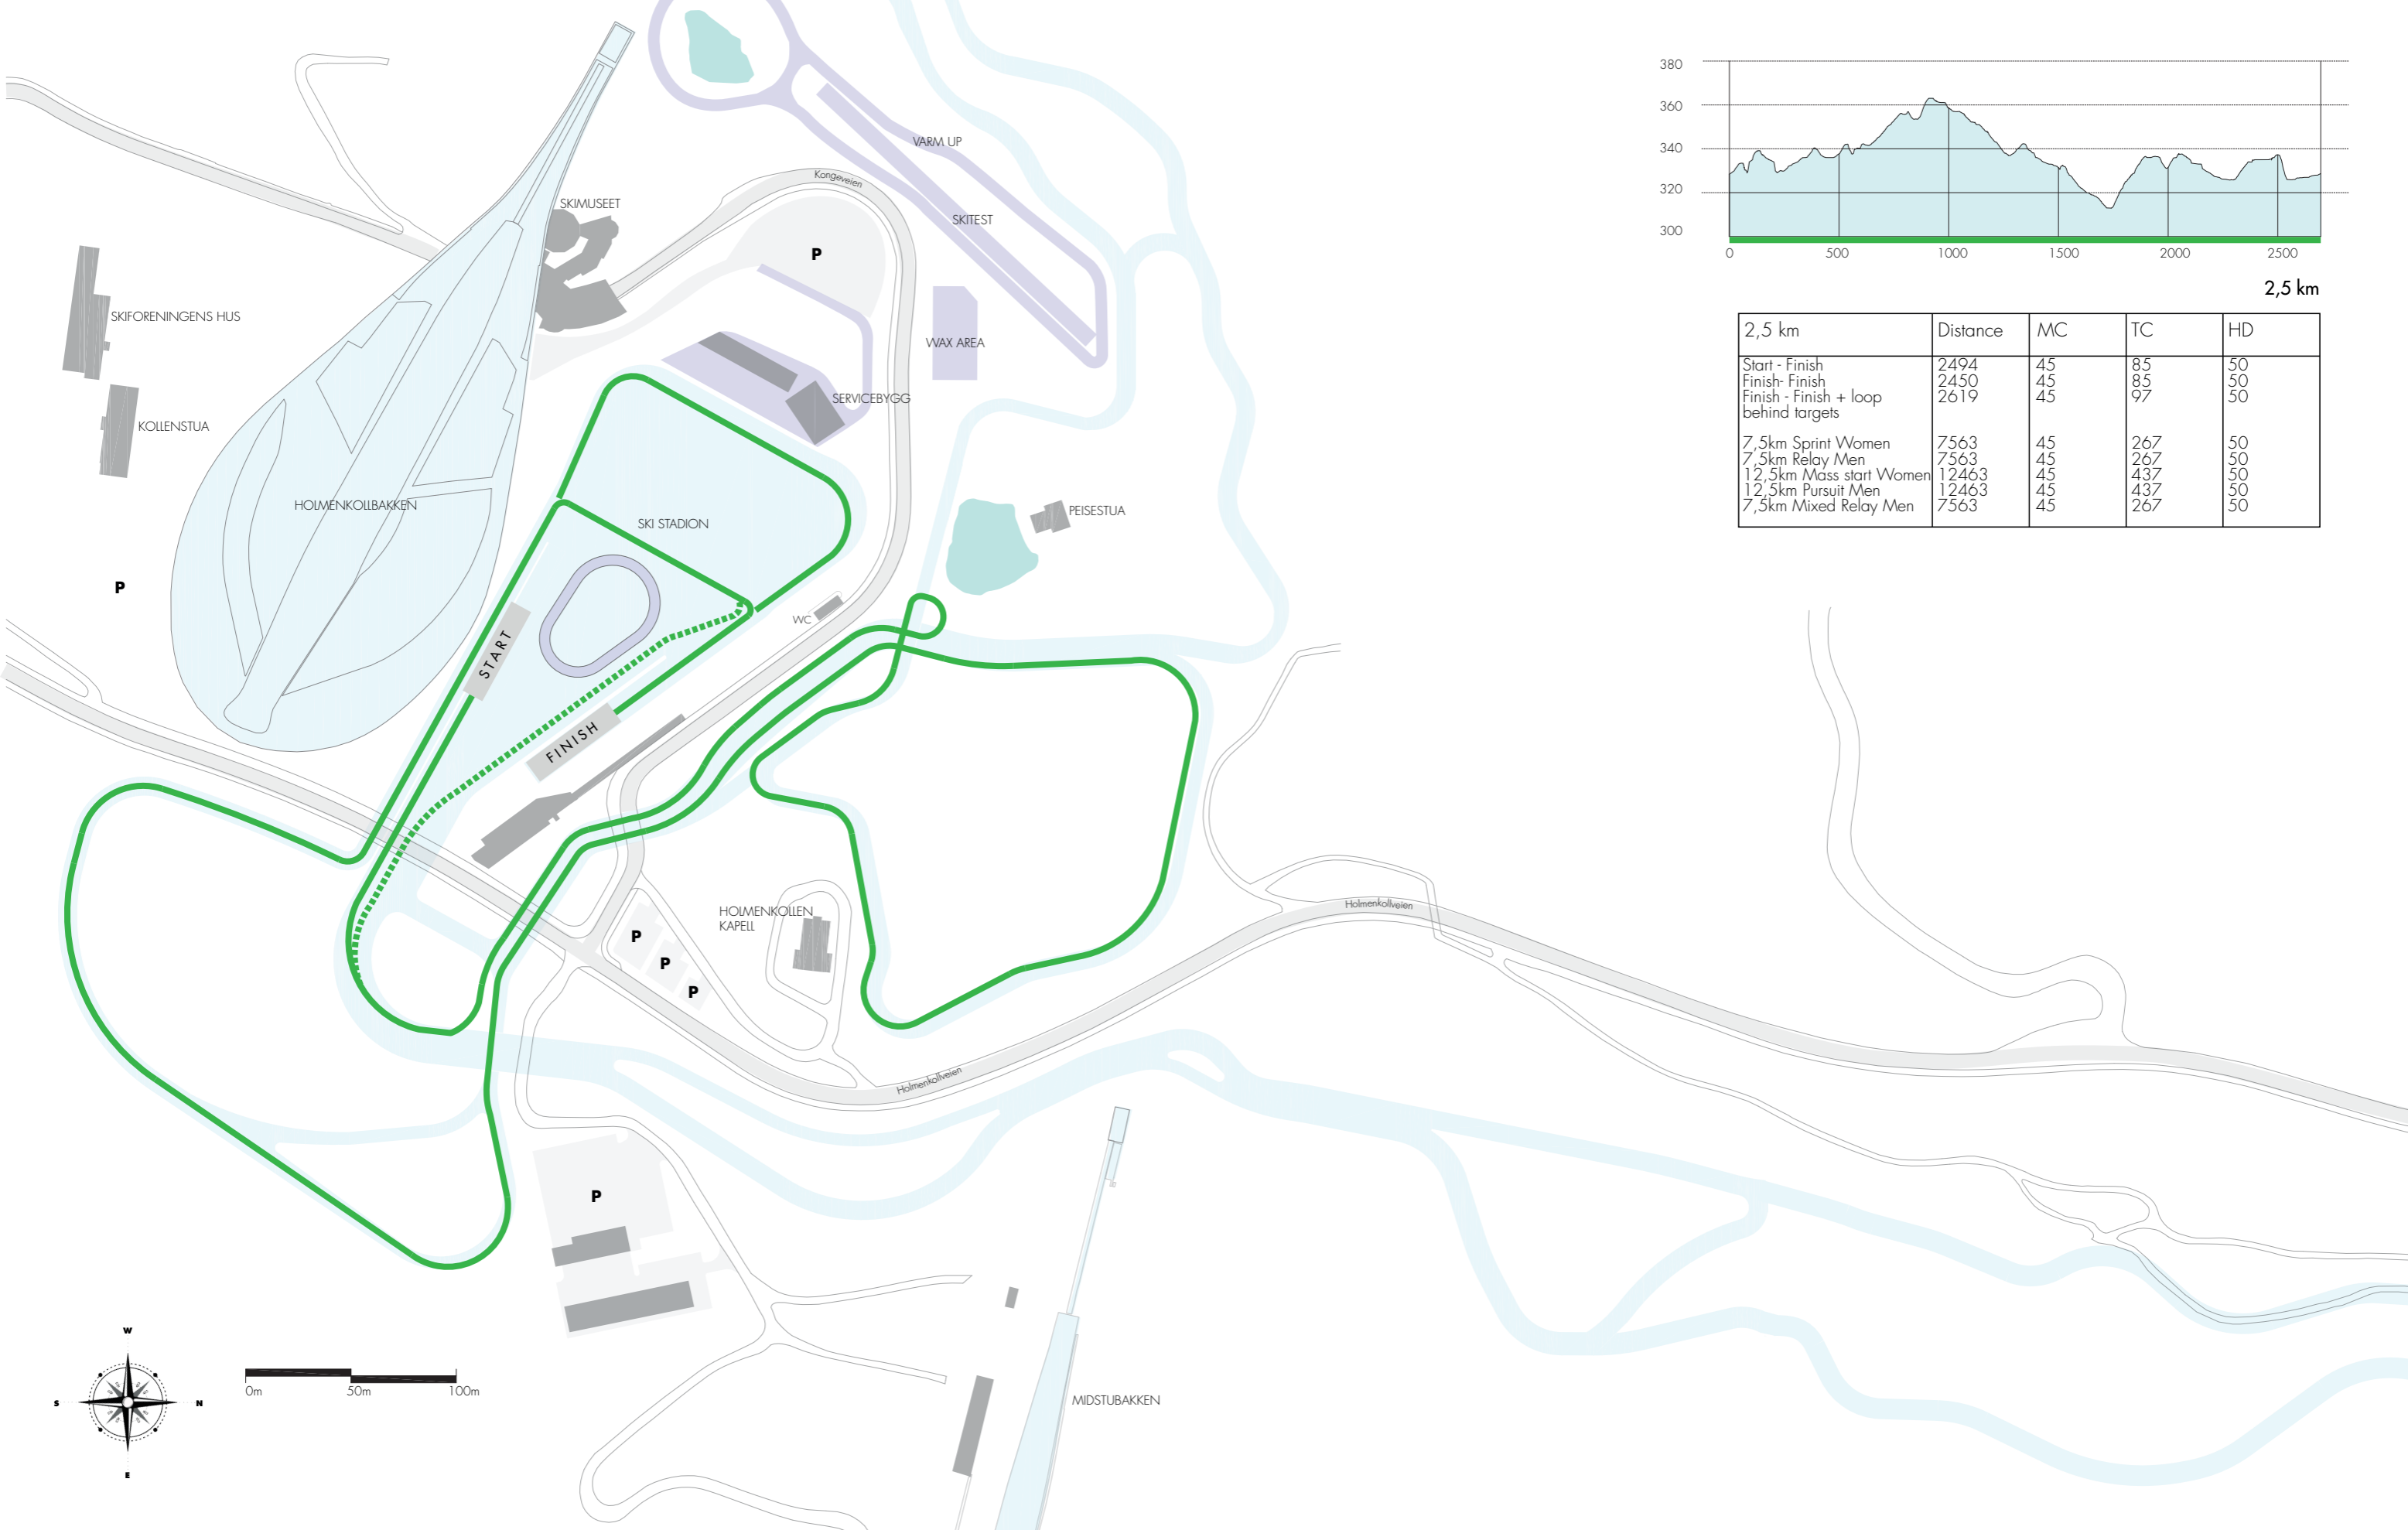 380
360
340
320
300
0 500 1000 1500 2000 2500
2,5 km
2,5 km Distance MC TC HD
Start - Finish 2494 45 85 50
Finish- Finish 2450 45 85 50
Finish - Finish + loop 2619 45 97 50
behind targets
7,5km Sprint Women 7563 45 267 50
7,5km Relay Men 7563 45 267 50
12,5km Mass start Women 12463 45 437 50
12,5km Pursuit Men 12463 45 437 50
7,5km Mixed Relay Men 7563 45 267 50
VARM UP
Kongeveien
SKIMUSEET
SKITEST
P
SKIFORENINGENS HUS
WAX AREA
SERVICEBYGG
KOLLENSTUA
HOLMENKOLLBAKKEN
SKI STADION
PEISESTUA
P
WC
START
FINISH
Holmenkollveien
HOLMENKOLLEN
KAPELL
P
P
P
Holmenkollveien
P
MIDSTUBAKKEN
W
S N
E
0m 50m 100m